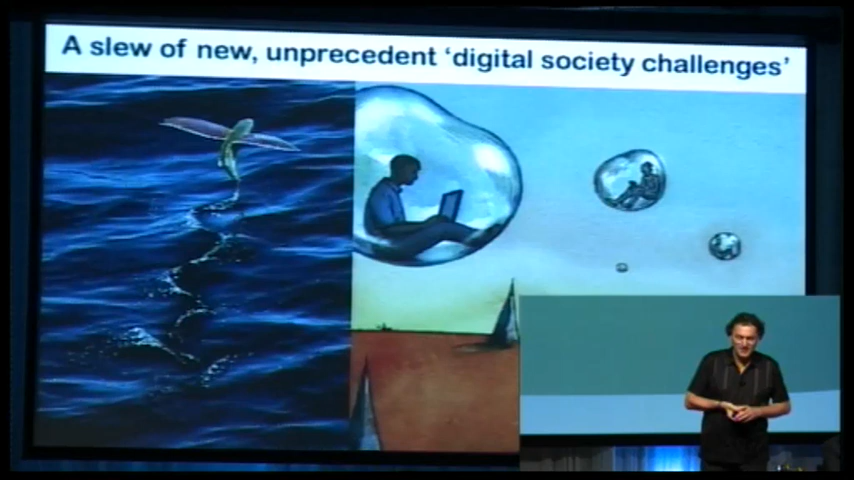 A slew of new, unprecedent ‘digital society challenges’